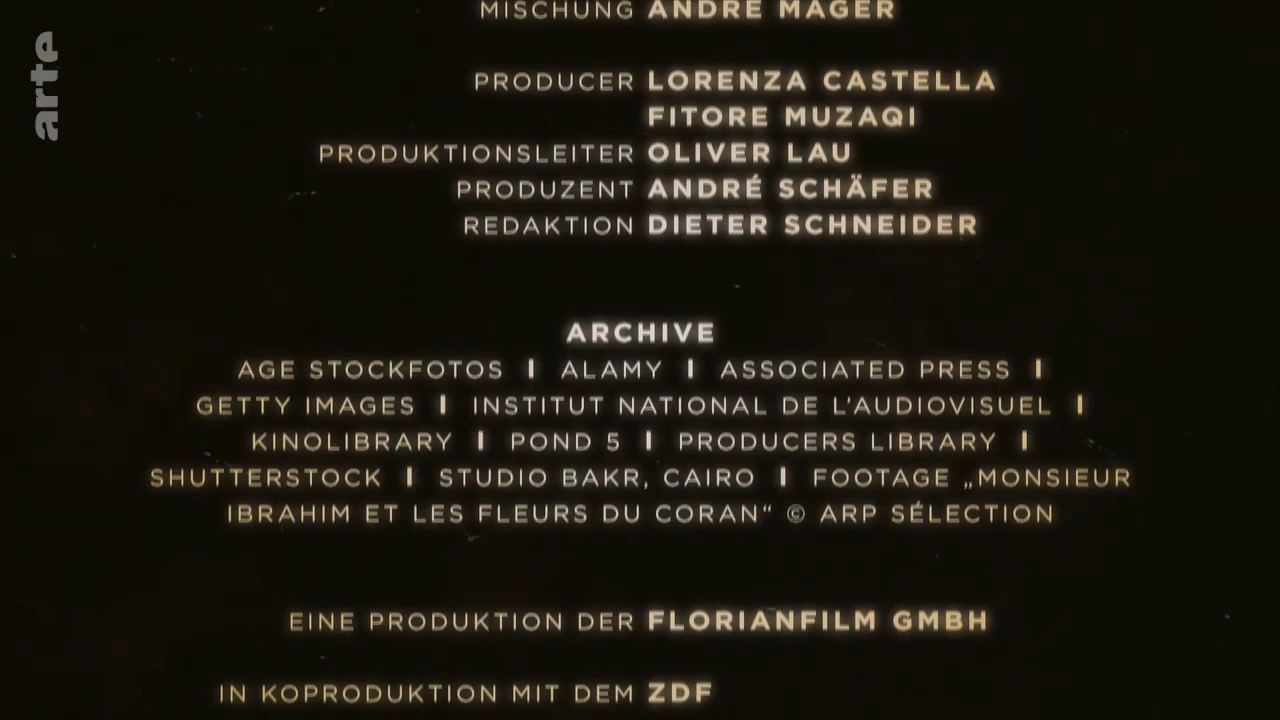 arte
MISCHUNG ANDRÉ MAGER
PRODUCER LORENZA CASTELLA
FITORE MUZAQI
PRODUKTIONSLEITER OLIVER LAU
PRODUZENT ANDRÉ SCHÄFER
REDAKTION DIETER SCHNEIDER
ARCHIVE
AGE STOCKFOTOS | ALAMY | ASSOCIATED PRESS |
GETTY IMAGES | INSTITUT NATIONAL DE L'AUDIOVISUEL |
KINOLIBRARY | POND 5 | PRODUCERS LIBRARY |
SHUTTERSTOCK | STUDIO BAKR, CAIRO | FOOTAGE „MONSIEUR
IBRAHIM ET LES FLEURS DU CORAN“ © ARP SÉLECTION
EINE PRODUKTION DER FLORIANFILM GMBH
IN KOPRODUKTION MIT DEM ZDF